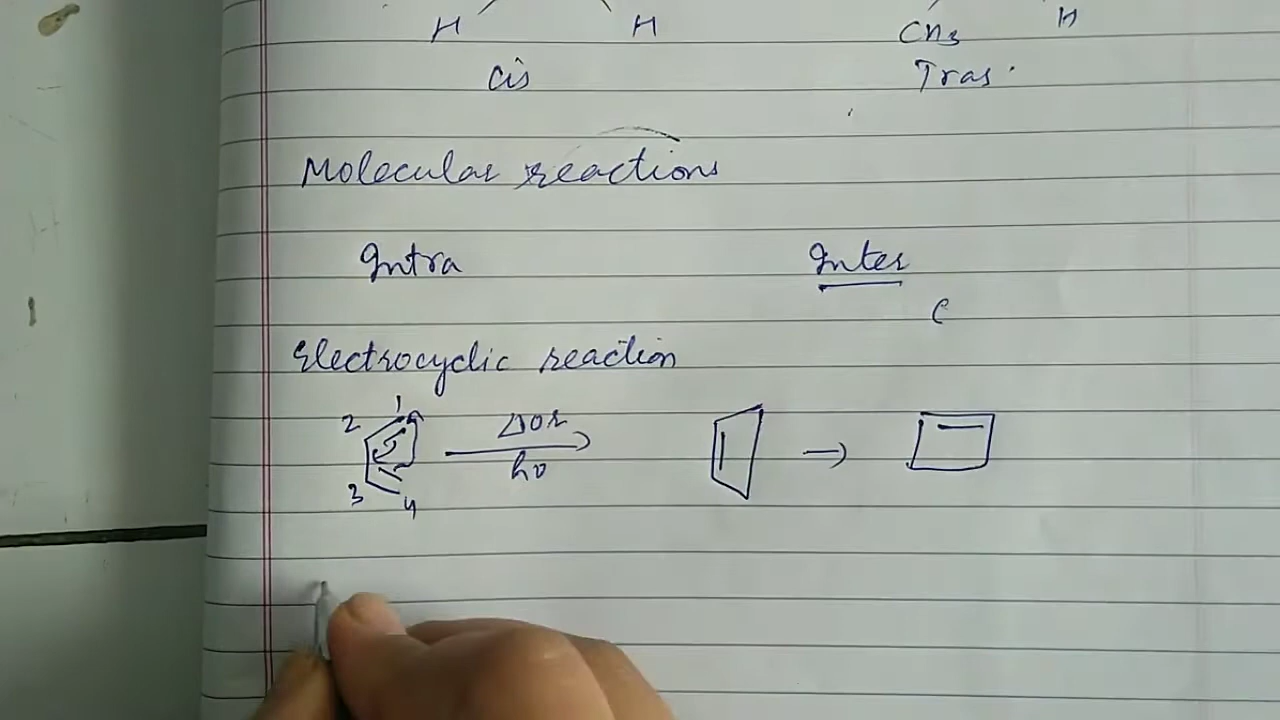 H H CH3 H
cis Tras.
Molecular reactions
Intra Inter
C
Electrocyclic reaction
1
2 Δ or
→ →
hν
3 4